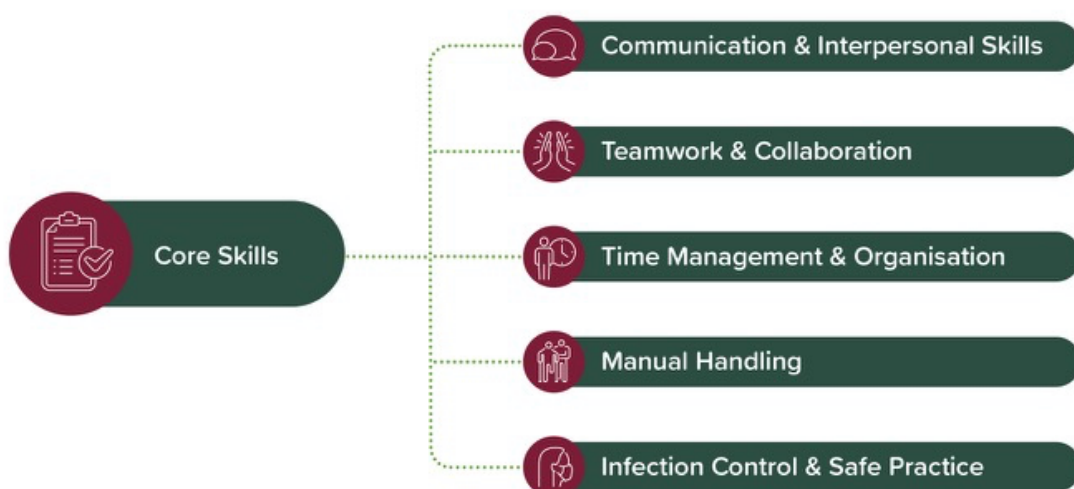 Core Skills
Communication & Interpersonal Skills
Teamwork & Collaboration
Time Management & Organisation
Manual Handling
Infection Control & Safe Practice